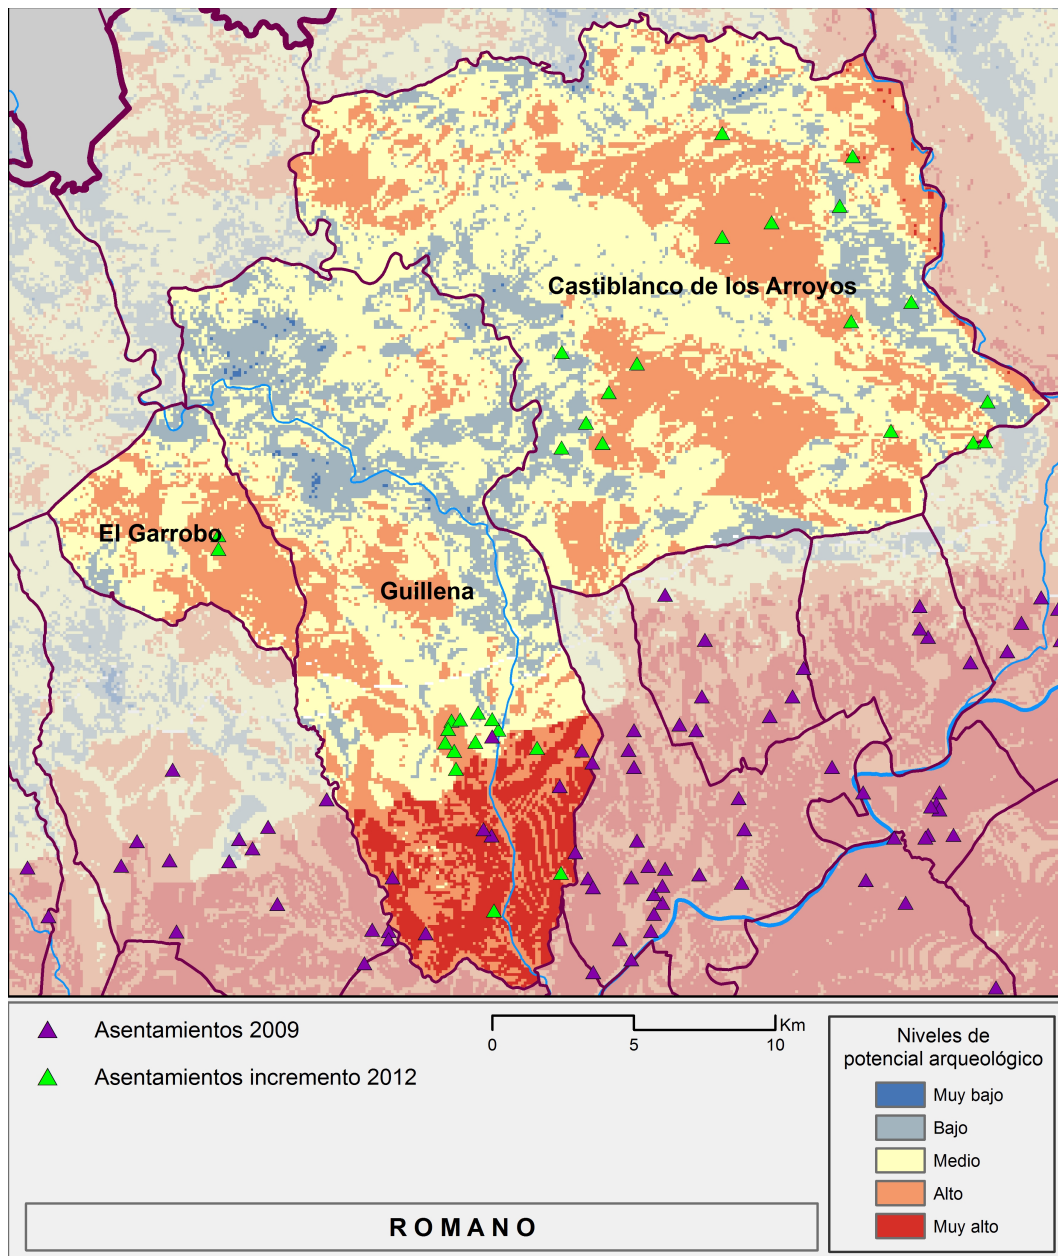 Castiblanco de los Arroyos
El Garrobo
Guillena
Asentamientos 2009
Asentamientos incremento 2012
Km
0 5 10
Niveles de
potencial arqueológico
Muy bajo
Bajo
Medio
Alto
Muy alto
ROMANO